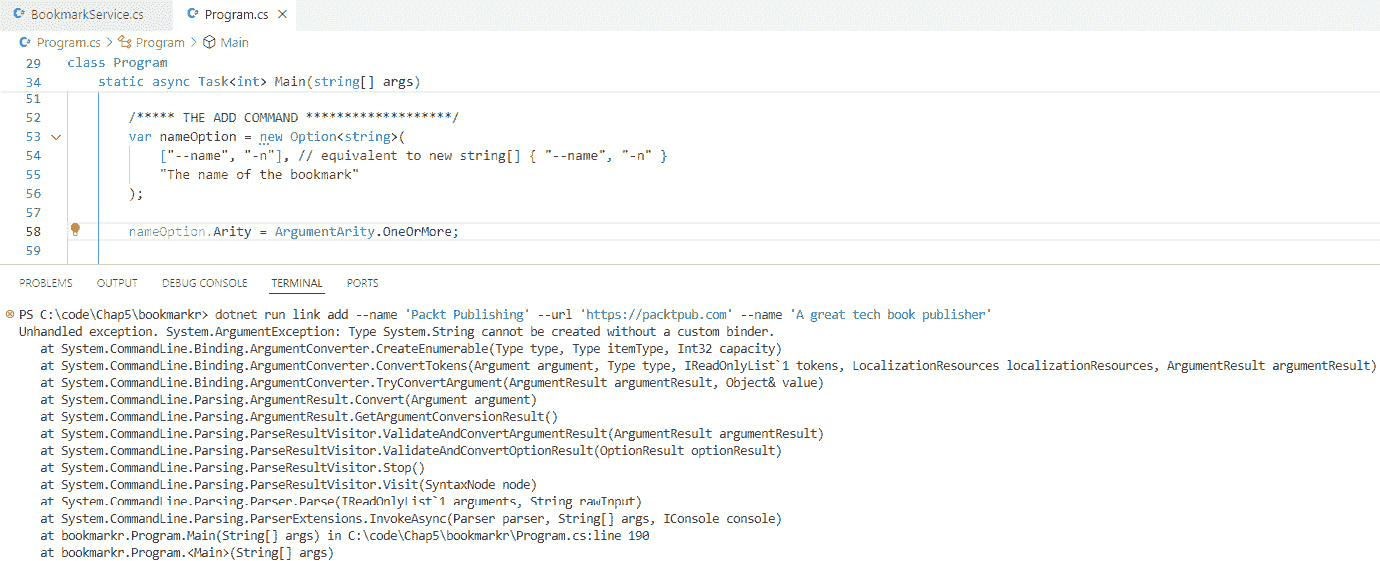 BookmarkService.cs Program.cs ×
Program.cs > Program > Main
29 class Program
34 static async Task<int> Main(string[] args)
51
52 /***** THE ADD COMMAND *******************/
53 var nameOption = new Option<string>(
54 ["--name", "-n"], // equivalent to new string[] { "--name", "-n" }
55 "The name of the bookmark"
56 );
57
58 nameOption.Arity = ArgumentArity.OneOrMore;
59
PROBLEMS OUTPUT DEBUG CONSOLE TERMINAL PORTS
PS C:\code\Chap5\bookmarkr> dotnet run link add --name 'Packt Publishing' --url 'https://packtpub.com' --name 'A great tech book publisher'
Unhandled exception. System.ArgumentException: Type System.String cannot be created without a custom binder.
at System.CommandLine.Binding.ArgumentConverter.CreateEnumerable(Type type, Type itemType, Int32 capacity)
at System.CommandLine.Binding.ArgumentConverter.ConvertTokens(Argument argument, Type type, IReadOnlyList`1 tokens, LocalizationResources localizationResources, ArgumentResult argumentResult)
at System.CommandLine.Binding.ArgumentConverter.TryConvertArgument(ArgumentResult argumentResult, Object& value)
at System.CommandLine.Parsing.ArgumentResult.Convert(Argument argument)
at System.CommandLine.Parsing.ArgumentResult.GetArgumentConversionResult()
at System.CommandLine.Parsing.ParseResultVisitor.ValidateAndConvertArgumentResult(ArgumentResult argumentResult)
at System.CommandLine.Parsing.ParseResultVisitor.ValidateAndConvertOptionResult(OptionResult optionResult)
at System.CommandLine.Parsing.ParseResultVisitor.Stop()
at System.CommandLine.Parsing.ParseResultVisitor.Visit(SyntaxNode node)
at System.CommandLine.Parsing.Parser.Parse(IReadOnlyList`1 arguments, String rawInput)
at System.CommandLine.Parsing.ParserExtensions.InvokeAsync(Parser parser, String[] args, IConsole console)
at bookmarkr.Program.Main(String[] args) in C:\code\Chap5\bookmarkr\Program.cs:line 190
at bookmarkr.Program.<Main>(String[] args)